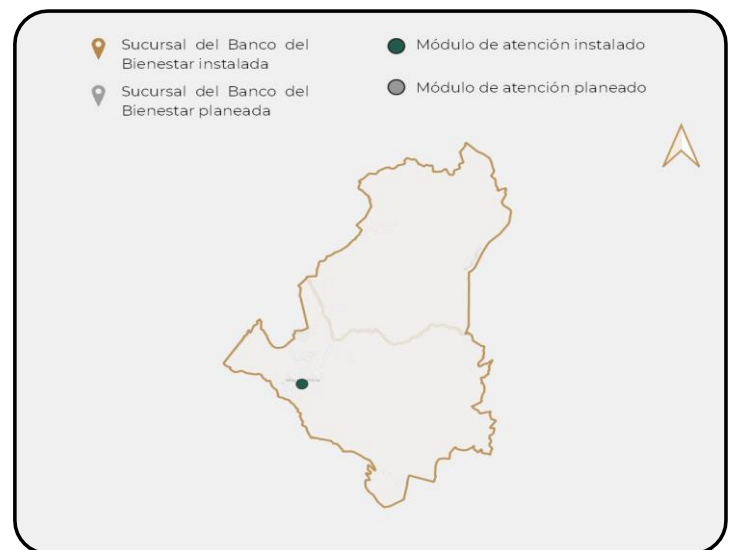 Sucursal del Banco del
Bienestar instalada
Sucursal del Banco del
Bienestar planeada
Módulo de atención instalado
Módulo de atención planeado